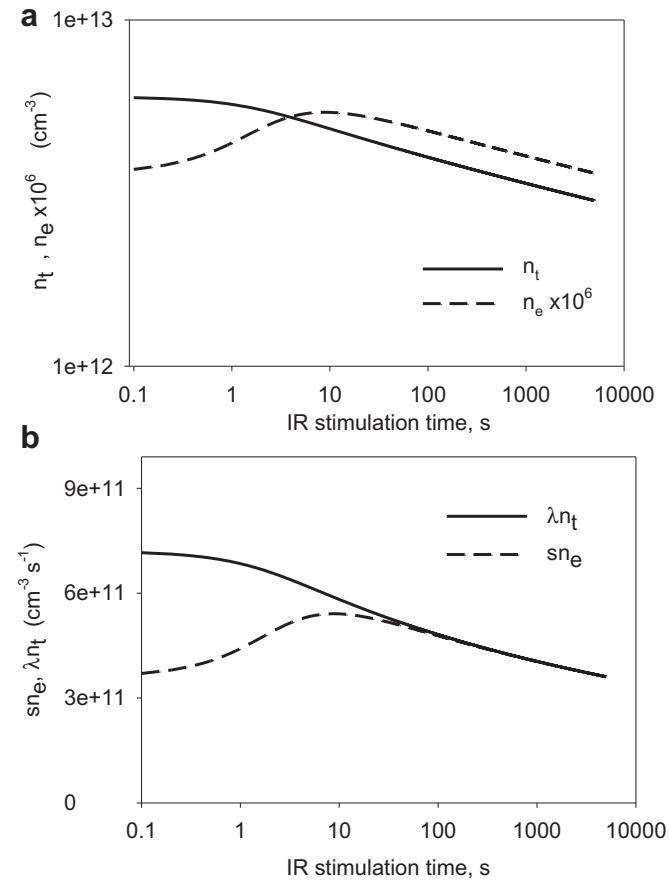 a
1e+13
n_t , n_e x10^6 (cm^-3)
n_t
n_e x10^6
1e+12
0.1 1 10 100 1000 10000
IR stimulation time, s
b
9e+11
λn_t
sn_e
sn_e, λn_t (cm^-3 s^-1)
6e+11
3e+11
0
0.1 1 10 100 1000 10000
IR stimulation time, s